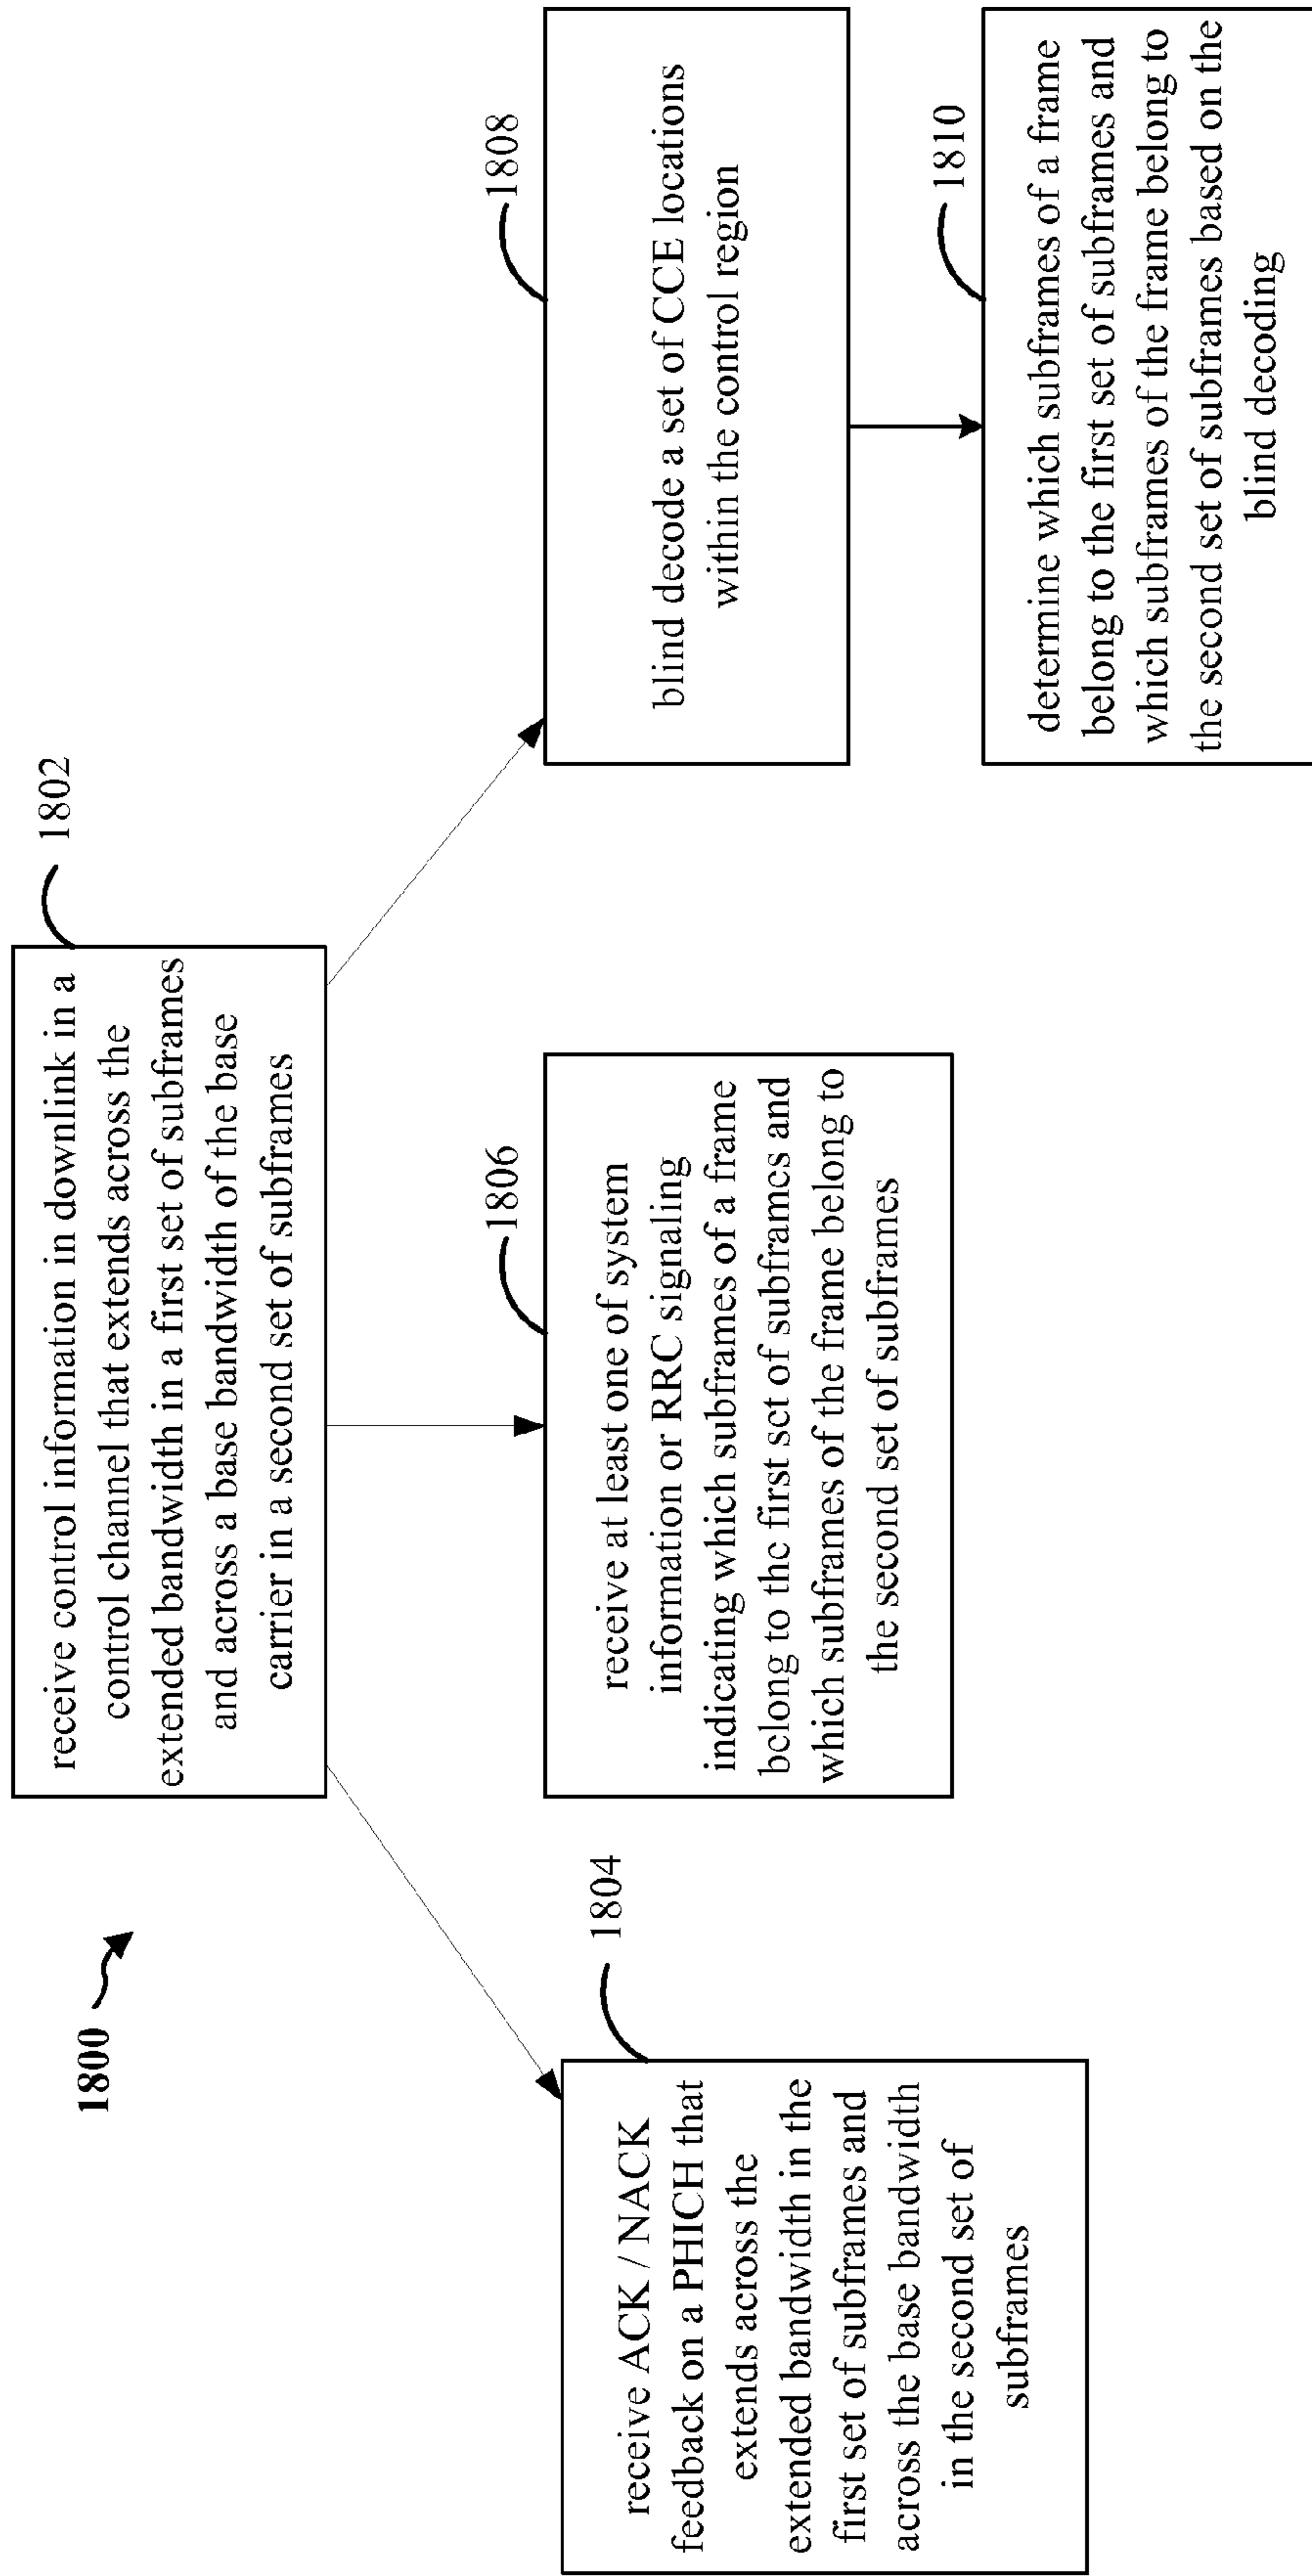 1800
1802
receive control information in downlink in a
control channel that extends across the
extended bandwidth in a first set of subframes
and across a base bandwidth of the base
carrier in a second set of subframes
1804
receive ACK / NACK
feedback on a PHICH that
extends across the
extended bandwidth in the
first set of subframes and
across the base bandwidth
in the second set of
subframes
1806
receive at least one of system
information or RRC signaling
indicating which subframes of a frame
belong to the first set of subframes and
which subframes of the frame belong to
the second set of subframes
1808
blind decode a set of CCE locations
within the control region
1810
determine which subframes of a frame
belong to the first set of subframes and
which subframes of the frame belong to
the second set of subframes based on the
blind decoding